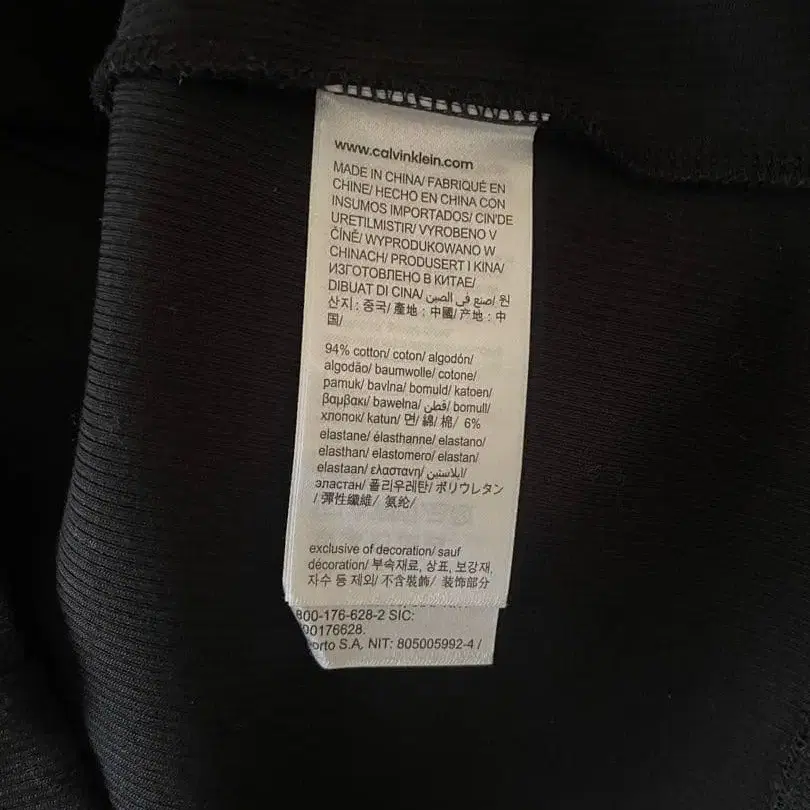 www.calvinklein.com
MADE IN CHINA/ FABRIQUÉ EN
CHINE/ HECHO EN CHINA CON
INSUMOS IMPORTADOS/ CIN'DE
URETILMISTIR/ VYROBENO V
ČÍNĚ/ WYPRODUKOWANO W
CHINACH/ PRODUSERT I KINA/
ИЗГОТОВЛЕНО В КИТАЕ/
DIBUAT DI CINA/ اصنع في الصين/ 원
산지 : 중국/ 產地 : 中國/ 产地 : 中
国/
94% cotton/ coton/ algodón/
algodão/ baumwolle/ cotone/
pamuk/ bavlna/ bomuld/ katoen/
βαμβακι/ bawełna/ قطن/ bomull/
хлопок/ katun/ 면/ 綿/ 棉/ 6%
elastane/ élasthanne/ elastano/
elasthan/ elastomero/ elastan/
elastaan/ ελαστανη/ ايلاستين/
эластан/ 폴리우레탄/ ポリウレタン
/ 彈性纖維/ 氨纶/
exclusive of decoration/ sauf
décoration/ 부속재료, 상표, 보강재,
자수 등 제외/ 不含裝飾/ 装饰部分
800-176-628-2 SIC:
00176628.
orto S.A, NIT: 805005992-4 /